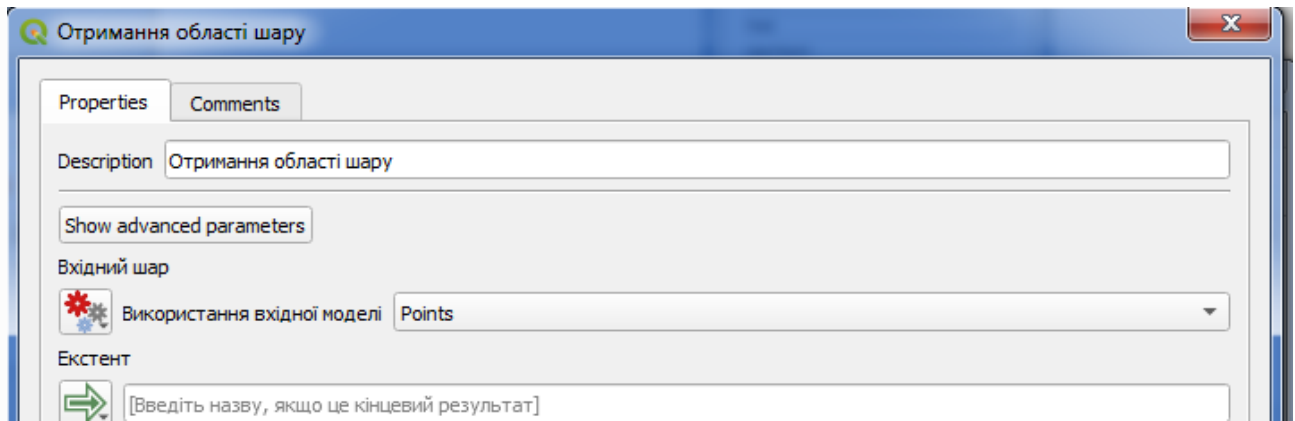 Отримання області шару
Properties Comments
Description Отримання області шару
Show advanced parameters
Вхідний шар
Використання вхідної моделі Points
Екстент
[Введіть назву, якщо це кінцевий результат]